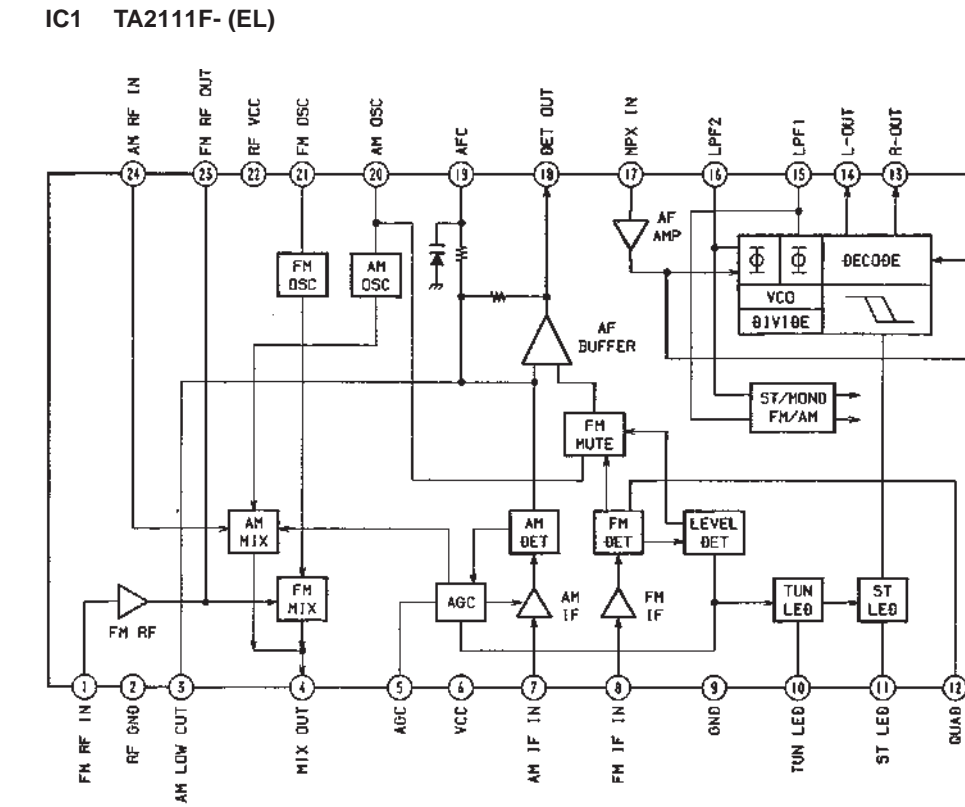 IC1 TA2111F- (EL)
AM RF IN
FM RF OUT
RF VCC
FM OSC
AM OSC
AFC
DET OUT
MPX IN
LPF2
LPF1
L-OUT
R-OUT
24
23
22
21
20
19
18
17
16
15
14
13
AF
AMP
Φ
Φ
DECODE
VCO
DIVIDE
FM
OSC
AM
OSC
AF
BUFFER
ST/MONO
FM/AM
FM
MUTE
AM
MIX
AM
DET
FM
DET
LEVEL
DET
FM RF
FM
MIX
AGC
AM
IF
FM
IF
TUN
LED
ST
LED
1
2
3
4
5
6
7
8
9
10
11
12
FM RF IN
RF GND
AM LOW CUT
MIX OUT
AGC
VCC
AM IF IN
FM IF IN
GND
TUN LED
ST LED
QUAD